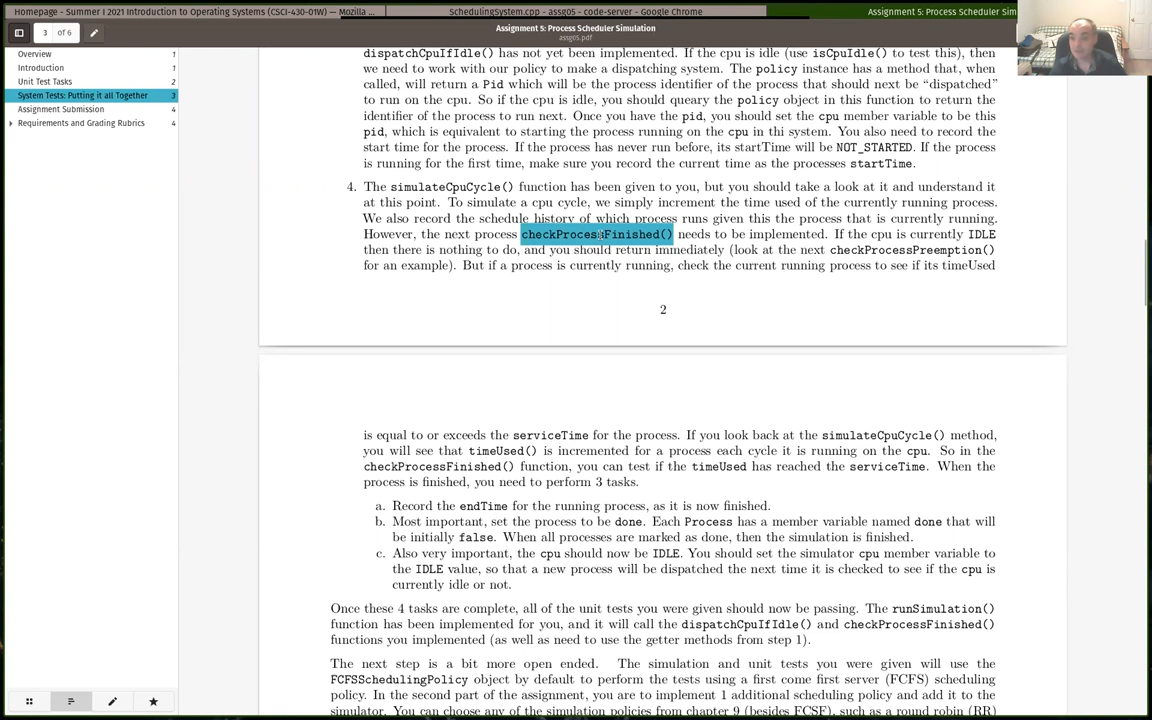 Homepage - Summer I 2021 Introduction to Operating Systems (CSCI-430-01W) — Mozilla ...
SchedulingSystem.cpp - assg05 - code-server - Google Chrome
Assignment 5: Process Scheduler Sim
3 of 6
Assignment 5: Process Scheduler Simulation
assg05.pdf
Overview 1
Introduction 1
Unit Test Tasks 2
System Tests: Putting it all Together 3
Assignment Submission 4
Requirements and Grading Rubrics 4
dispatchCpuIfIdle() has not yet been implemented. If the cpu is idle (use isCpuIdle() to test this), then
we need to work with our policy to make a dispatching system. The policy instance has a method that, when
called, will return a Pid which will be the process identifier of the process that should next be “dispatched”
to run on the cpu. So if the cpu is idle, you should queary the policy object in this function to return the
identifier of the process to run next. Once you have the pid, you should set the cpu member variable to be this
pid, which is equivalent to starting the process running on the cpu in thi system. You also need to record the
start time for the process. If the process has never run before, its startTime will be NOT_STARTED. If the process
is running for the first time, make sure you record the current time as the processes startTime.
4. The simulateCpuCycle() function has been given to you, but you should take a look at it and understand it
at this point. To simulate a cpu cycle, we simply increment the time used of the currently running process.
We also record the schedule history of which process runs given this the process that is currently running.
However, the next process checkProcessFinished() needs to be implemented. If the cpu is currently IDLE
then there is nothing to do, and you should return immediately (look at the next checkProcessPreemption()
for an example). But if a process is currently running, check the current running process to see if its timeUsed
2
is equal to or exceeds the serviceTime for the process. If you look back at the simulateCpuCycle() method,
you will see that timeUsed() is incremented for a process each cycle it is running on the cpu. So in the
checkProcessFinished() function, you can test if the timeUsed has reached the serviceTime. When the
process is finished, you need to perform 3 tasks.
a. Record the endTime for the running process, as it is now finished.
b. Most important, set the process to be done. Each Process has a member variable named done that will
be initially false. When all processes are marked as done, then the simulation is finished.
c. Also very important, the cpu should now be IDLE. You should set the simulator cpu member variable to
the IDLE value, so that a new process will be dispatched the next time it is checked to see if the cpu is
currently idle or not.
Once these 4 tasks are complete, all of the unit tests you were given should now be passing. The runSimulation()
function has been implemented for you, and it will call the dispatchCpuIfIdle() and checkProcessFinished()
functions you implemented (as well as need to use the getter methods from step 1).
The next step is a bit more open ended. The simulation and unit tests you were given will use the
FCFSSchedulingPolicy object by default to perform the tests using a first come first server (FCFS) scheduling
policy. In the second part of the assignment, you are to implement 1 additional scheduling policy and add it to the
simulator. You can choose any of the simulation policies from chapter 9 (besides FCSF), such as a round robin (RR)